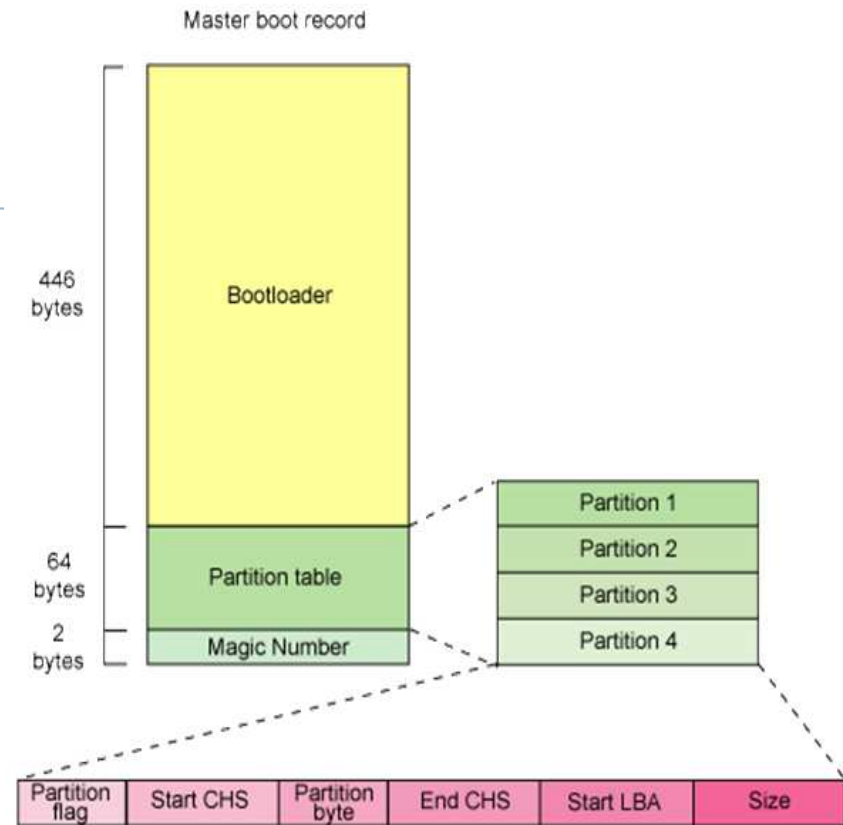 Master boot record
446
bytes
Bootloader
64
bytes
Partition table
2
bytes
Magic Number
Partition 1
Partition 2
Partition 3
Partition 4
Partition
flag
Start CHS
Partition
byte
End CHS
Start LBA
Size